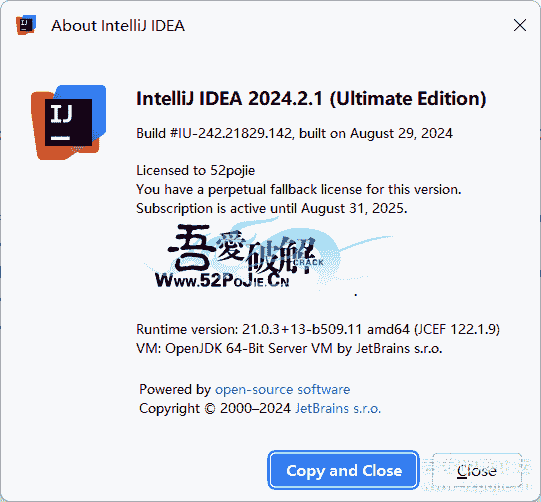 IJ
About IntelliJ IDEA
IJ
IntelliJ IDEA 2024.2.1 (Ultimate Edition)
Build #IU-242.21829.142, built on August 29, 2024
Licensed to 52pojie
You have a perpetual fallback license for this version.
Subscription is active until August 31, 2025.
吾愛破解
CRACK
Www.52PoJie.Cn
.
Runtime version: 21.0.3+13-b509.11 amd64 (JCEF 122.1.9)
VM: OpenJDK 64-Bit Server VM by JetBrains s.r.o.
Powered by open-source software
Copyright © 2000–2024 JetBrains s.r.o.
Copy and Close
Close